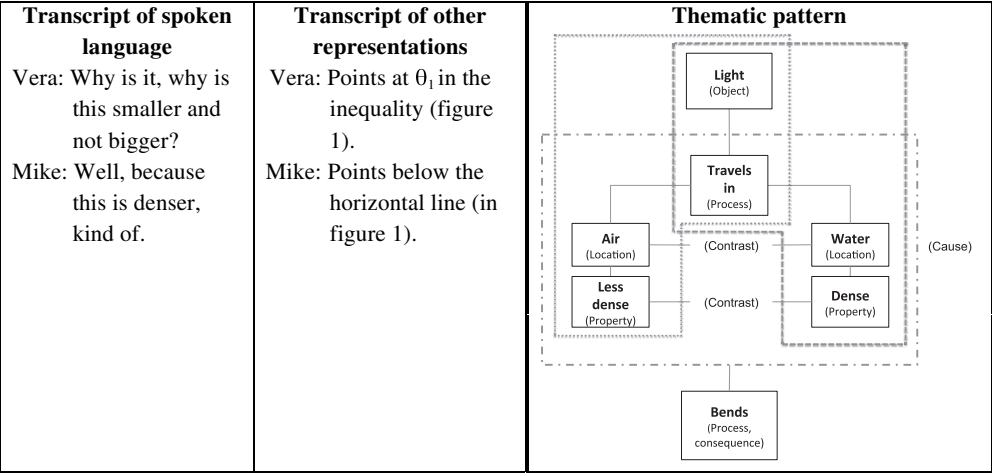 Transcript of spoken
language
Vera: Why is it, why is
this smaller and
not bigger?
Mike: Well, because
this is denser,
kind of.
Transcript of other
representations
Vera: Points at θ₁ in the
inequality (figure
1).
Mike: Points below the
horizontal line (in
figure 1).
Thematic pattern
Light
(Object)
Travels
in
(Process)
Air
(Location)
(Contrast)
Water
(Location)
(Cause)
Less
dense
(Property)
(Contrast)
Dense
(Property)
Bends
(Process,
consequence)